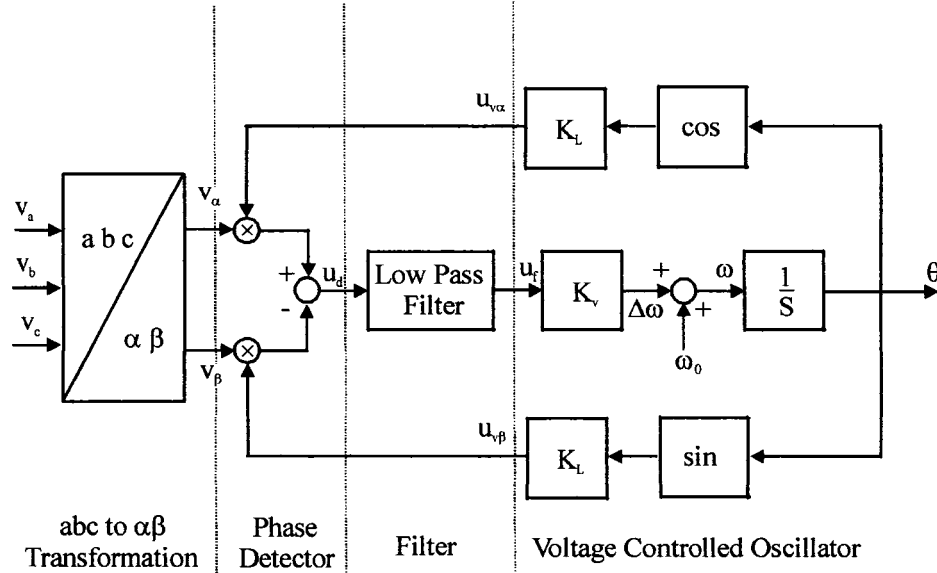 u_vα
K_L
cos
v_a
v_b
v_c
a b c
α β
v_α
v_β
×
×
+
-
u_d
Low Pass
Filter
u_f
K_v
Δω
+
+
ω_0
ω
1
S
θ
u_vβ
K_L
sin
abc to αβ
Transformation
Phase
Detector
Filter
Voltage Controlled Oscillator